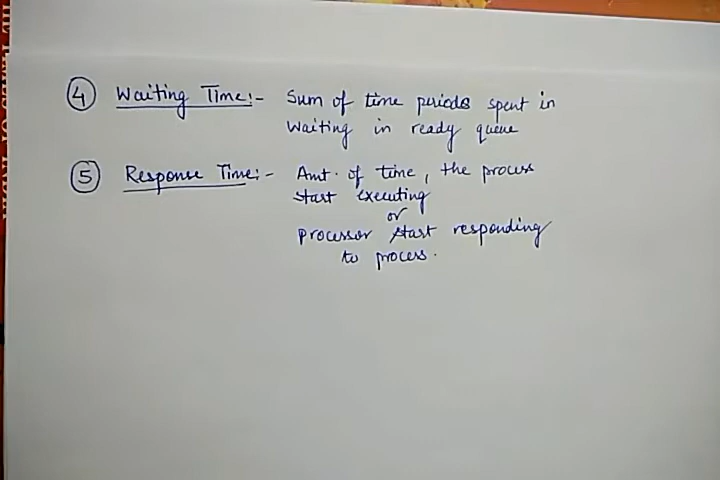 ④ Waiting Time:- Sum of time periods spent in
waiting in ready queue
⑤ Response Time:- Amt. of time, the process
start executing
or
processor start responding
to process.